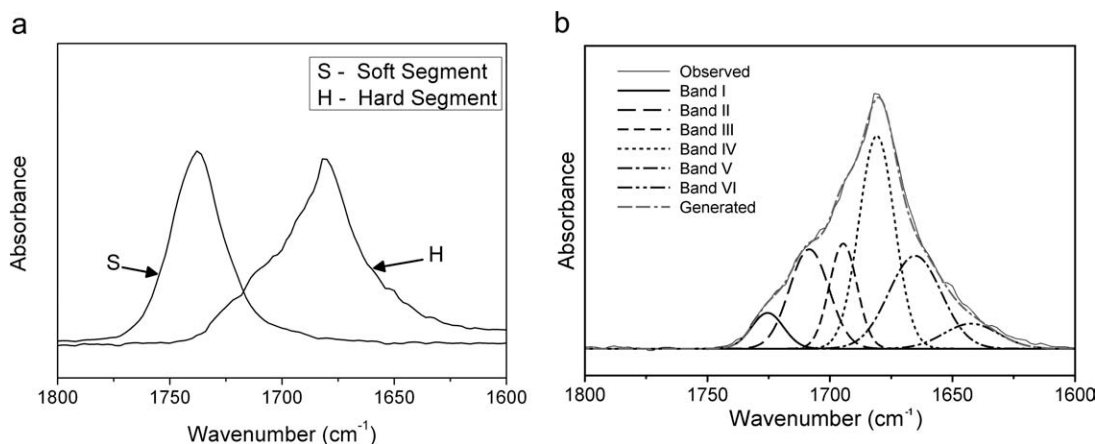 a
S - Soft Segment
H - Hard Segment
S
H
Absorbance
1800 1750 1700 1650 1600
Wavenumber (cm-1)
b
Observed
Band I
Band II
Band III
Band IV
Band V
Band VI
Generated
Absorbance
1800 1750 1700 1650 1600
Wavenumber (cm-1)